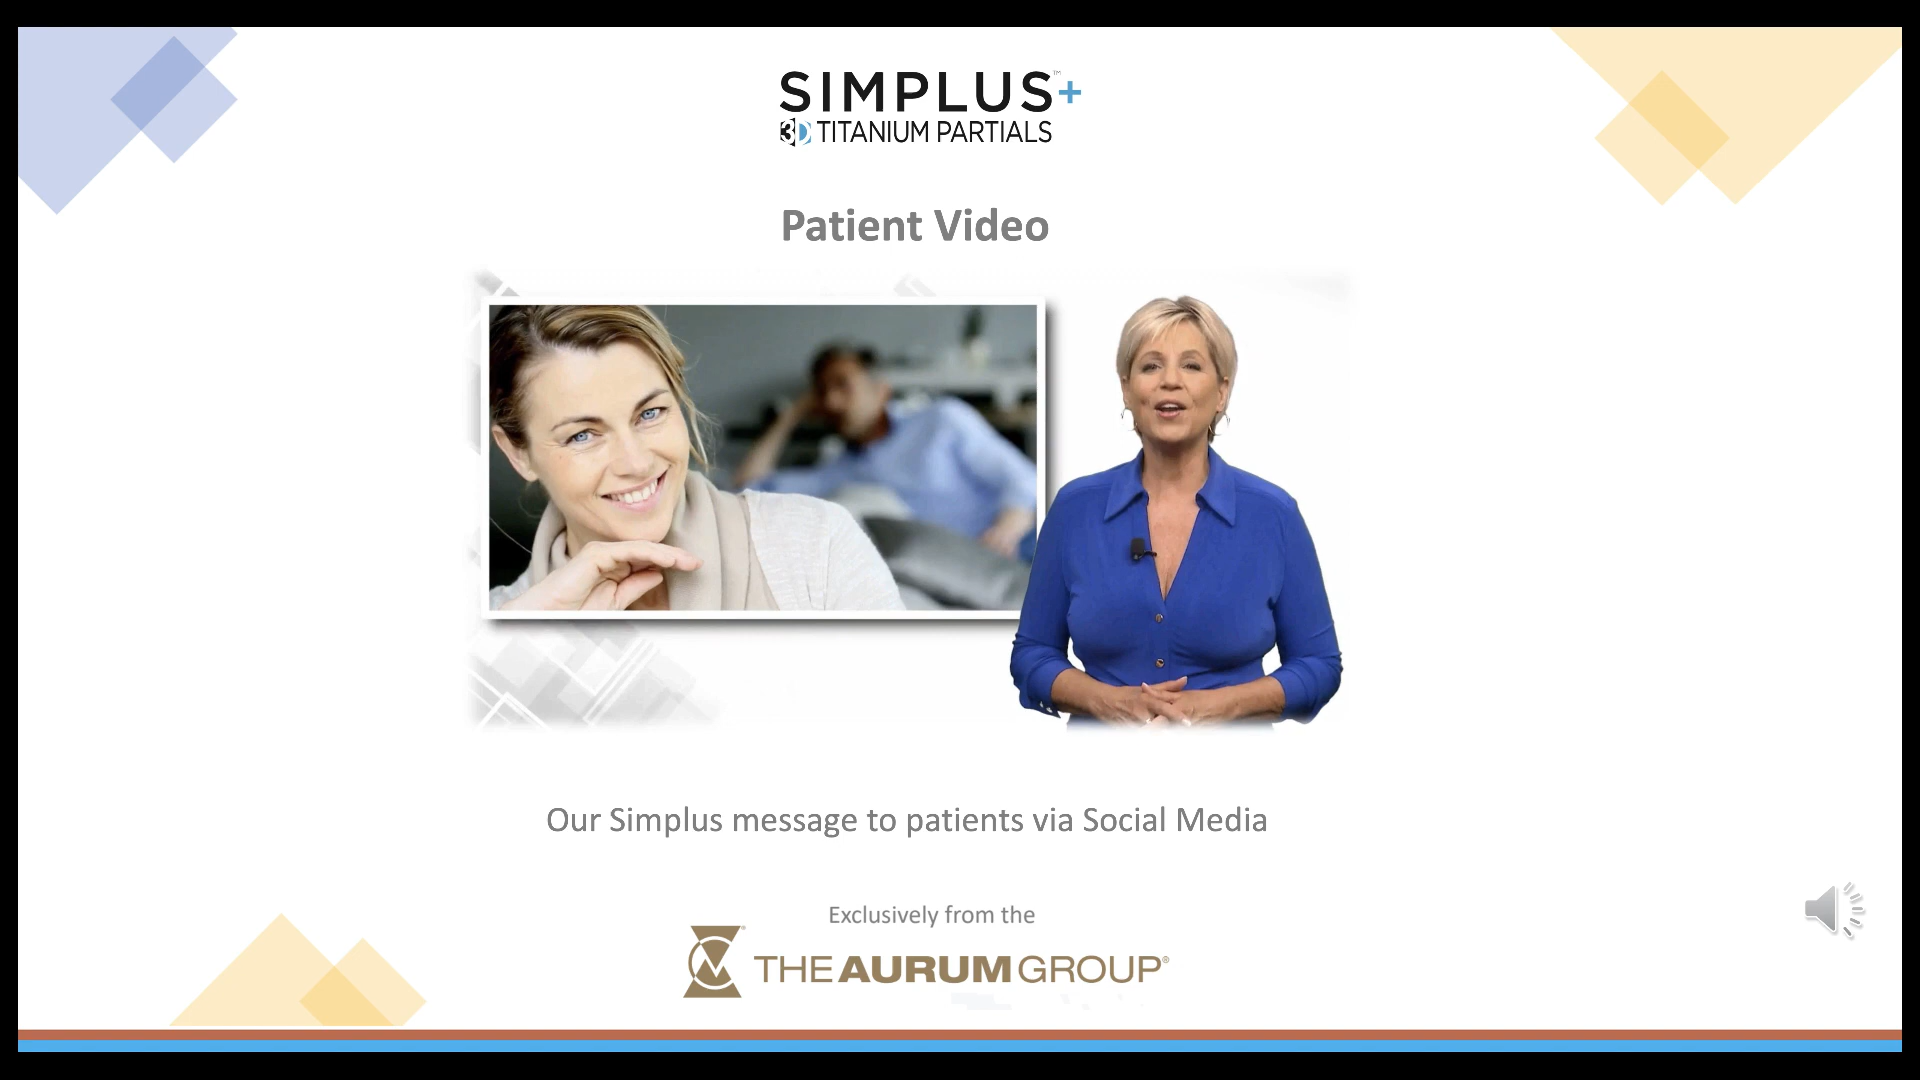 SIMPLUS™+
3D TITANIUM PARTIALS
Patient Video
Our Simplus message to patients via Social Media
Exclusively from the
THE AURUM GROUP®